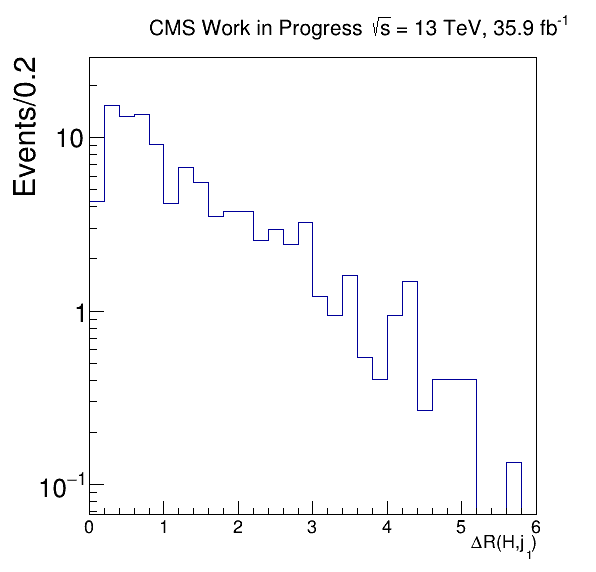 CMS Work in Progress √s = 13 TeV, 35.9 fb⁻¹
Events/0.2
10
1
10⁻¹
0 1 2 3 4 5 6
ΔR(H,j₁)